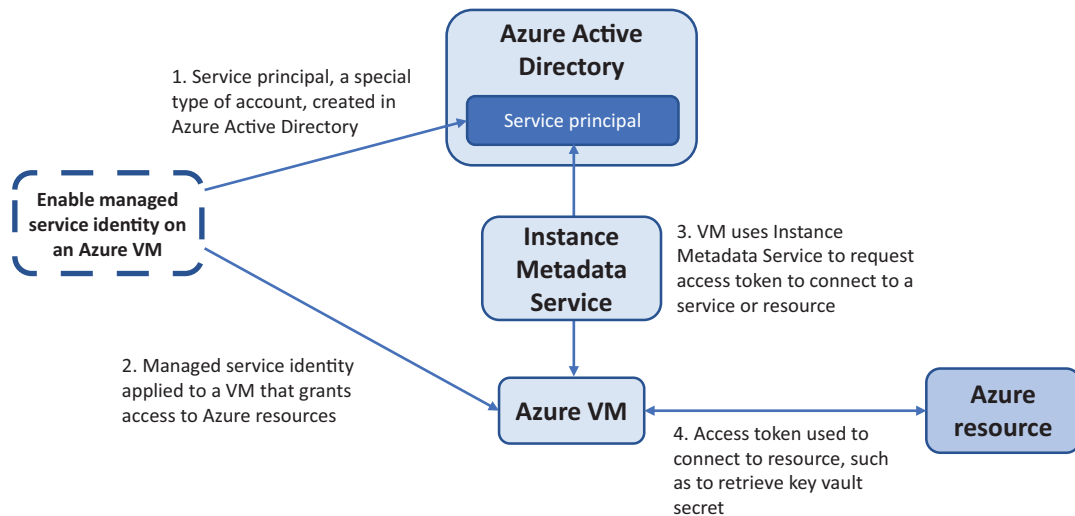 Azure Active
Directory
Service principal
1. Service principal, a special
type of account, created in
Azure Active Directory
Enable managed
service identity on
an Azure VM
Instance
Metadata
Service
3. VM uses Instance
Metadata Service to request
access token to connect to a
service or resource
2. Managed service identity
applied to a VM that grants
access to Azure resources
Azure VM
Azure
resource
4. Access token used to
connect to resource, such
as to retrieve key vault
secret